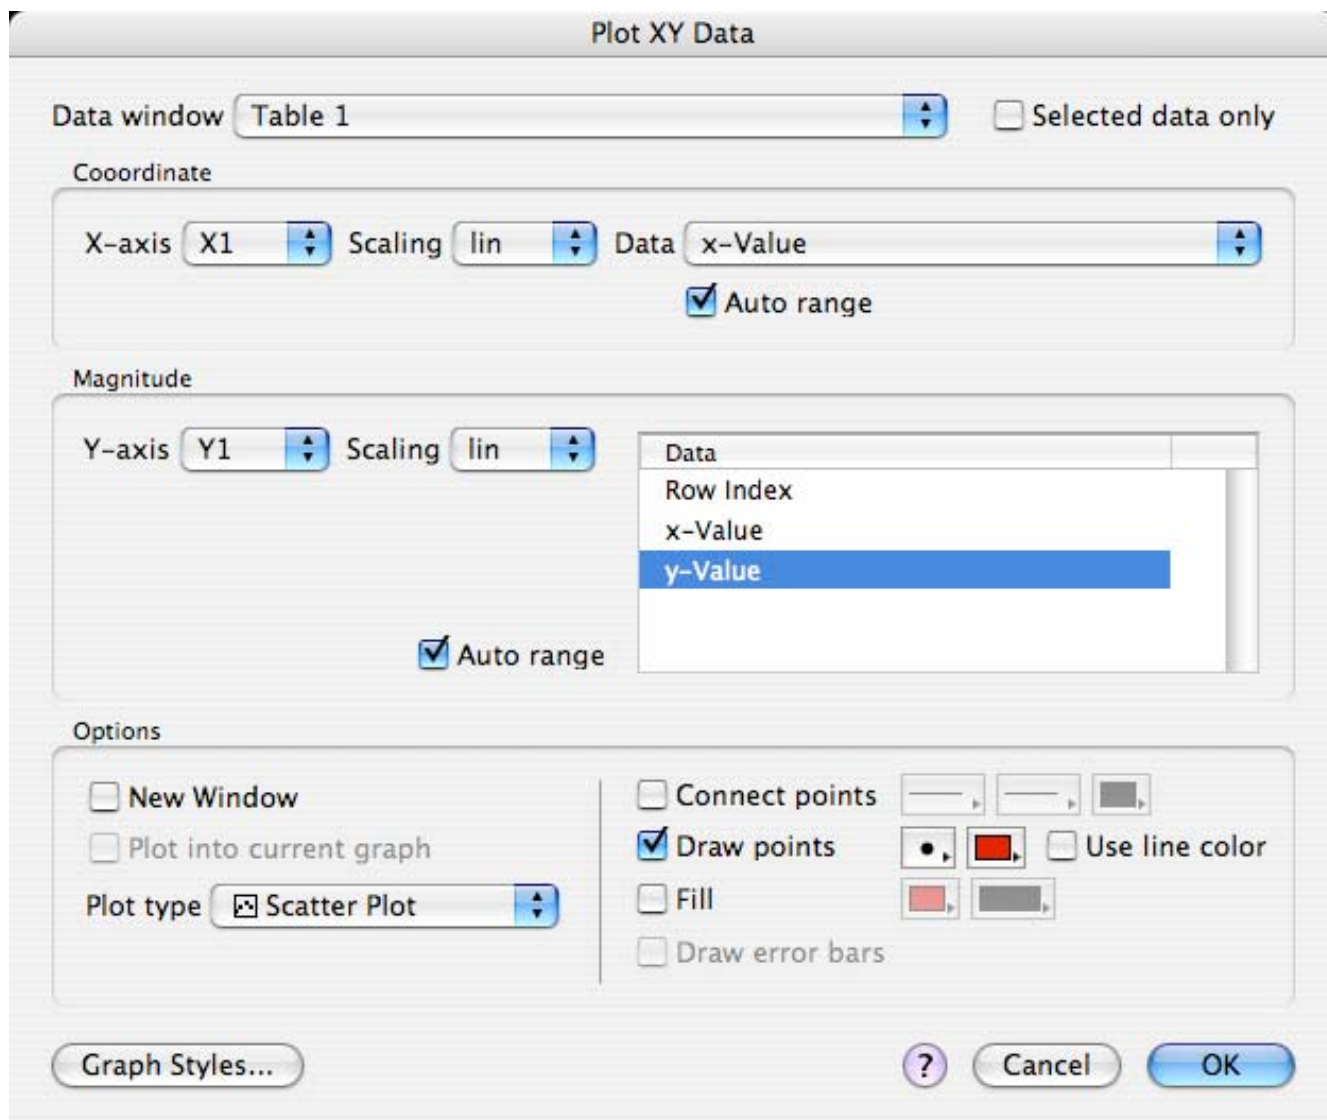 Plot XY Data
Data window Table 1 Selected data only
Cooordinate
X-axis X1 Scaling lin Data x-Value
Auto range
Magnitude
Y-axis Y1 Scaling lin
Data
Row Index
x-Value
y-Value
Auto range
Options
New Window
Plot into current graph
Plot type Scatter Plot
Connect points
Draw points Use line color
Fill
Draw error bars
Graph Styles... ? Cancel OK